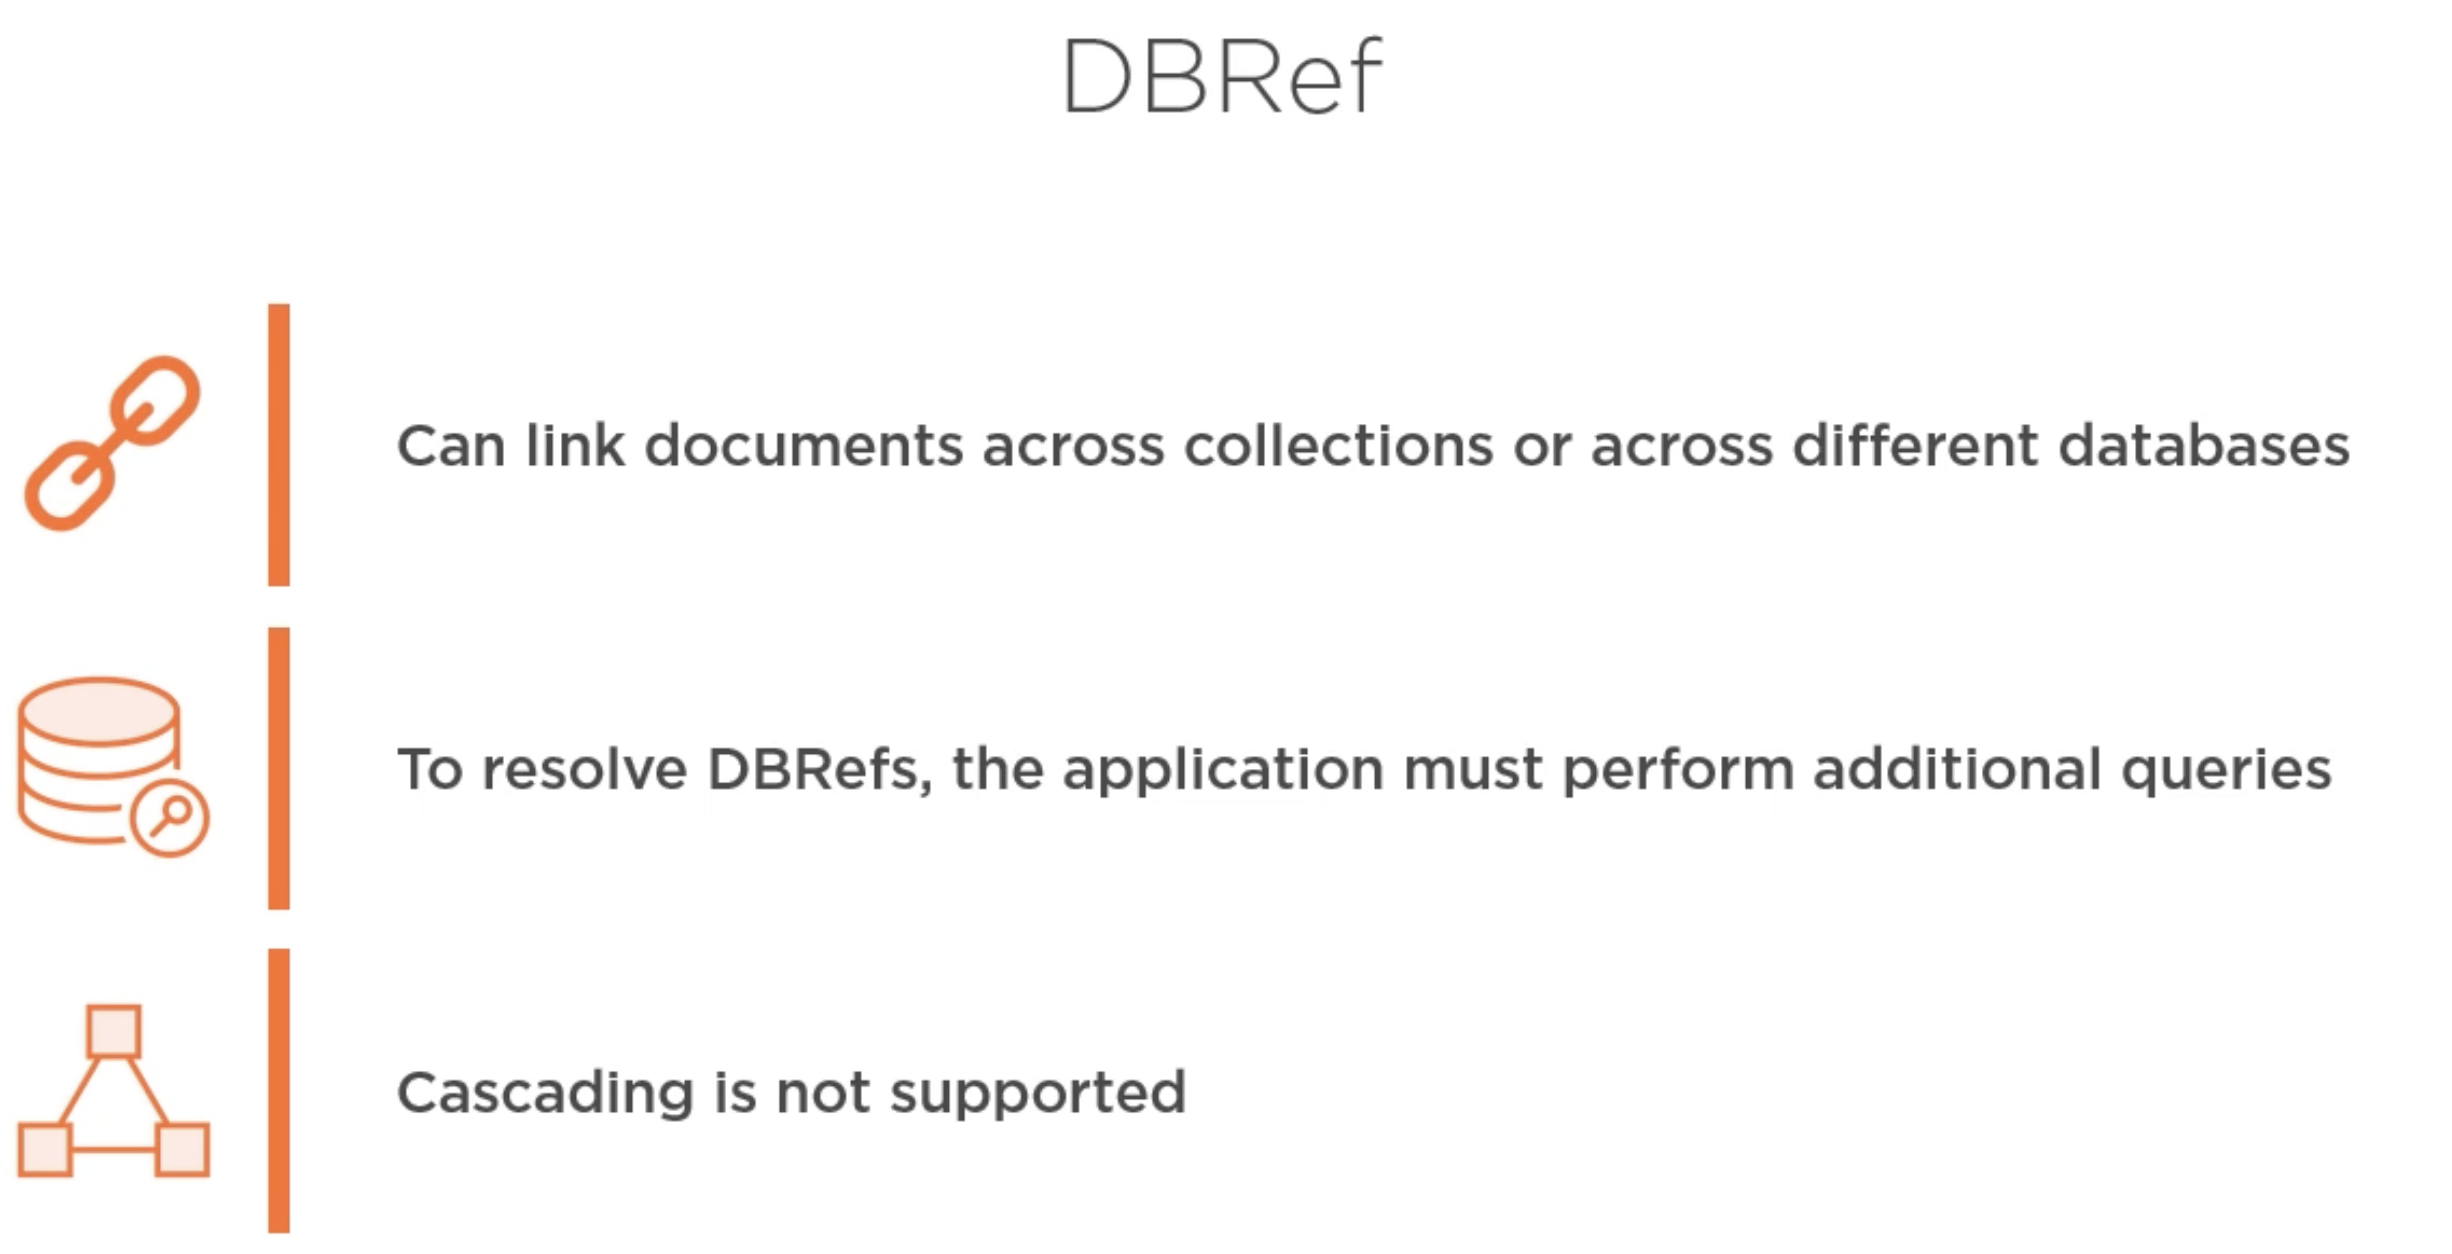 DBRef
Can link documents across collections or across different databases
To resolve DBRefs, the application must perform additional queries
Cascading is not supported